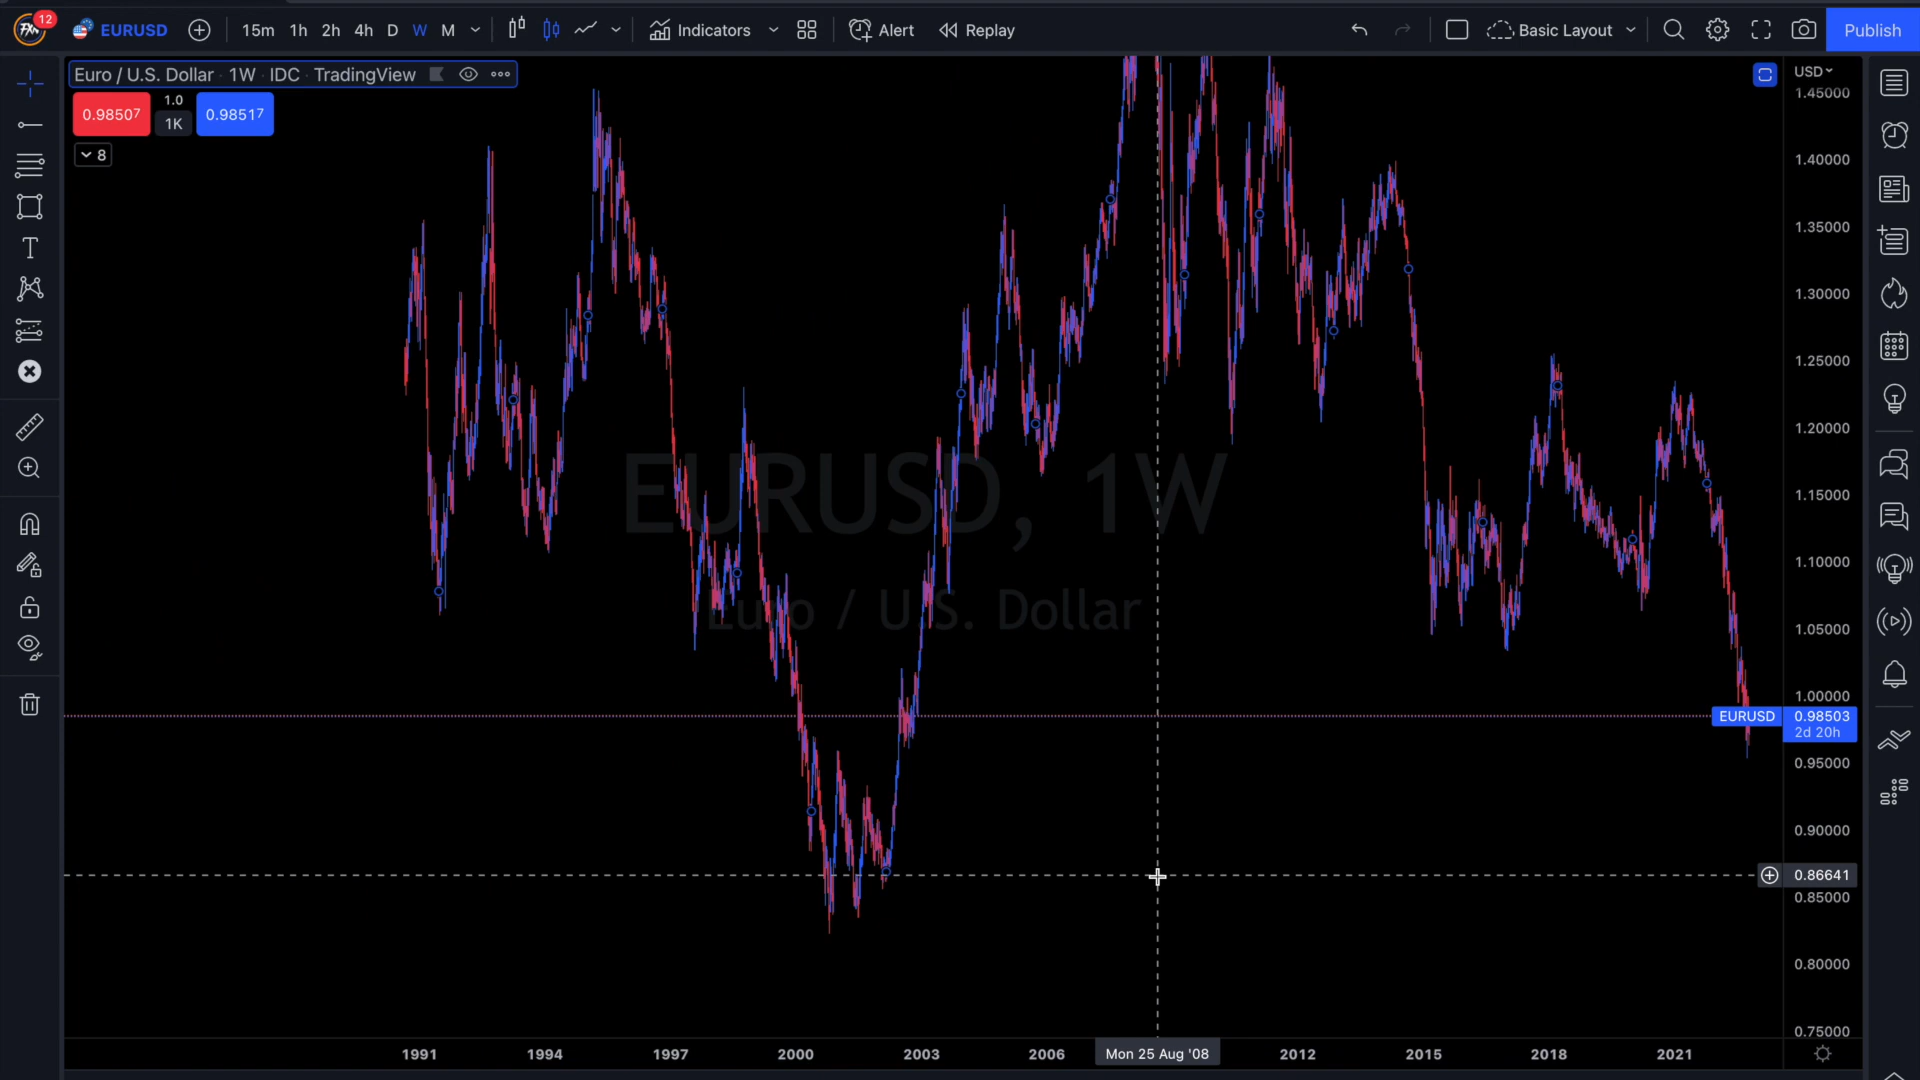 12
EURUSD
15m 1h 2h 4h D W M
Indicators
Alert
Replay
Basic Layout
Publish
Euro / U.S. Dollar · 1W · IDC · TradingView
0.98507
1.0
1K
0.98517
8
USD
1.45000
1.40000
1.35000
1.30000
1.25000
1.20000
1.15000
1.10000
1.05000
1.00000
EURUSD 0.98503
2d 20h
0.95000
0.90000
0.86641
0.85000
0.80000
0.75000
EURUSD, 1W
Euro / U.S. Dollar
1991 1994 1997 2000 2003 2006 Mon 25 Aug '08 2012 2015 2018 2021